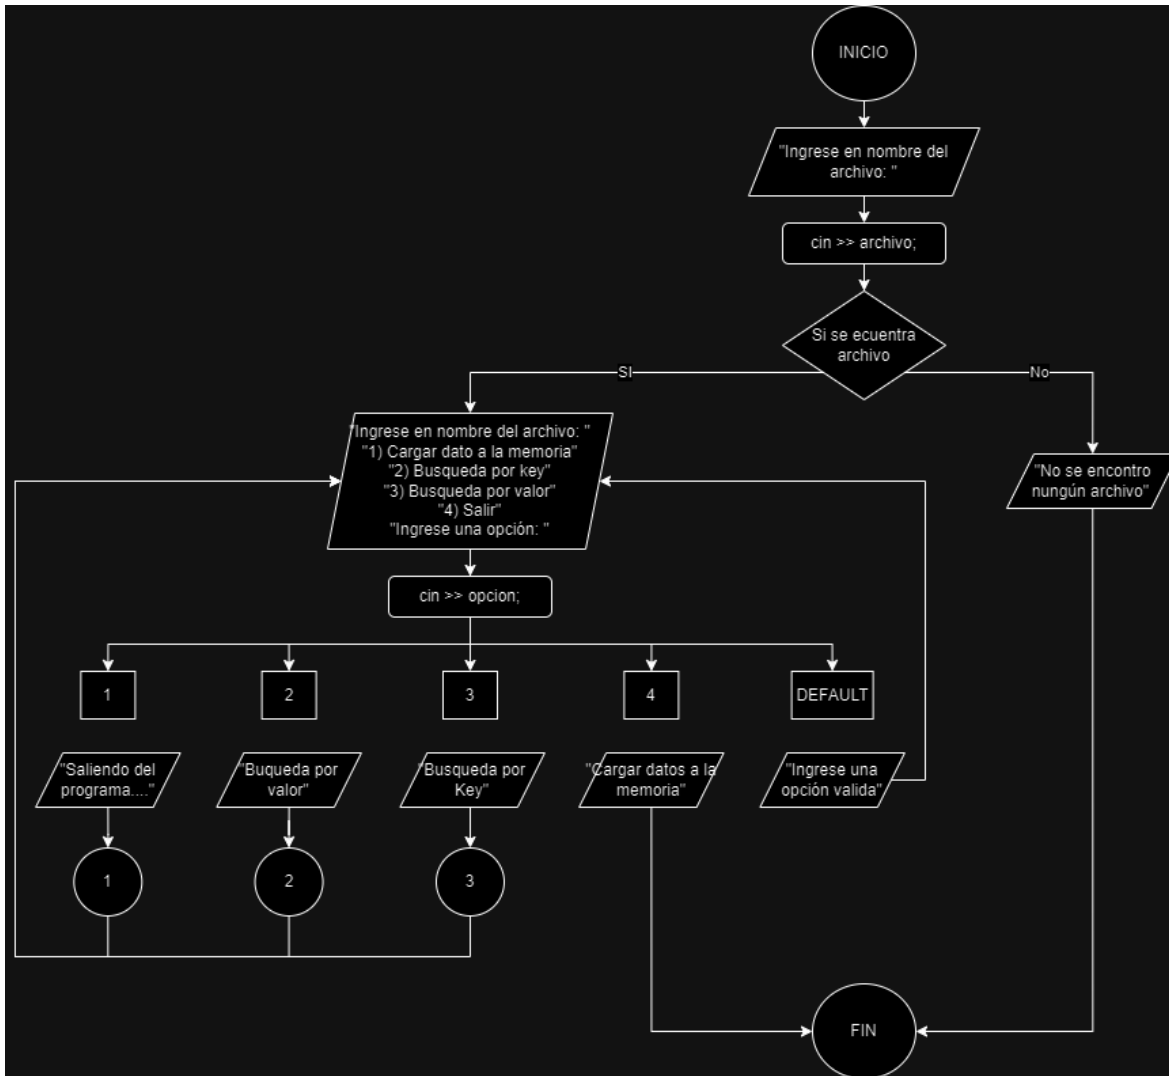 INICIO
"Ingrese en nombre del
archivo: "
cin >> archivo;
Si se ecuentra
archivo
SI
No
"Ingrese en nombre del archivo: "
"1) Cargar dato a la memoria"
"2) Busqueda por key"
"3) Busqueda por valor"
"4) Salir"
"Ingrese una opción: "
"No se encontro
nungún archivo"
cin >> opcion;
1
2
3
4
DEFAULT
"Saliendo del
programa...."
"Buqueda por
valor"
"Busqueda por
Key"
"Cargar datos a la
memoria"
"Ingrese una
opción valida"
1
2
3
FIN